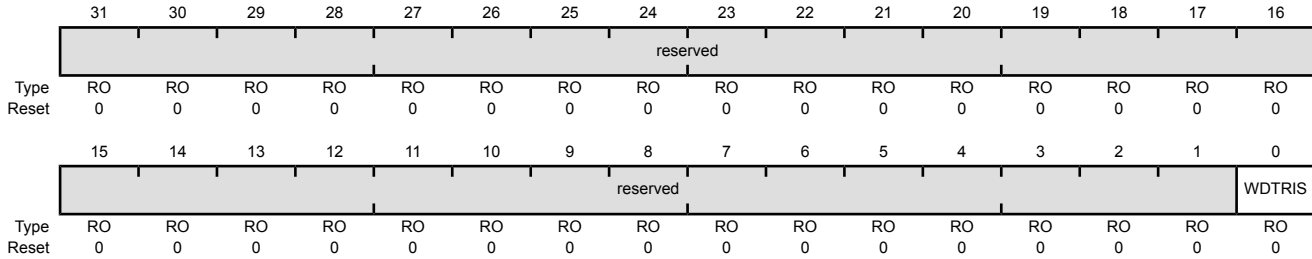 31 30 29 28 27 26 25 24 23 22 21 20 19 18 17 16
reserved
Type RO RO RO RO RO RO RO RO RO RO RO RO RO RO RO RO
Reset 0 0 0 0 0 0 0 0 0 0 0 0 0 0 0 0
15 14 13 12 11 10 9 8 7 6 5 4 3 2 1 0
reserved WDTRIS
Type RO RO RO RO RO RO RO RO RO RO RO RO RO RO RO RO
Reset 0 0 0 0 0 0 0 0 0 0 0 0 0 0 0 0